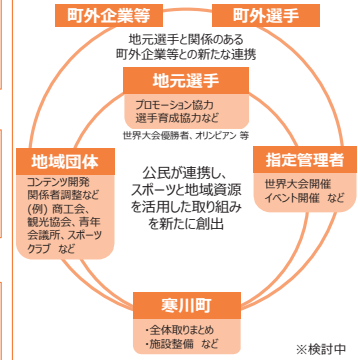 町外企業等
町外選手
地元選手と関係のある
町外企業等との新たな連携
地元選手
プロモーション協力
選手育成協力など
世界大会優勝者、オリンピアン 等
地域団体
コンテンツ開発
関係者調整など
(例) 商工会、
観光協会、青年
会議所、スポーツ
クラブ など
公民が連携し、
スポーツと地域資源
を活用した取り組み
を新たに創出
指定管理者
世界大会開催
イベント開催 など
寒川町
・全体取りまとめ
・施設整備 など
※検討中